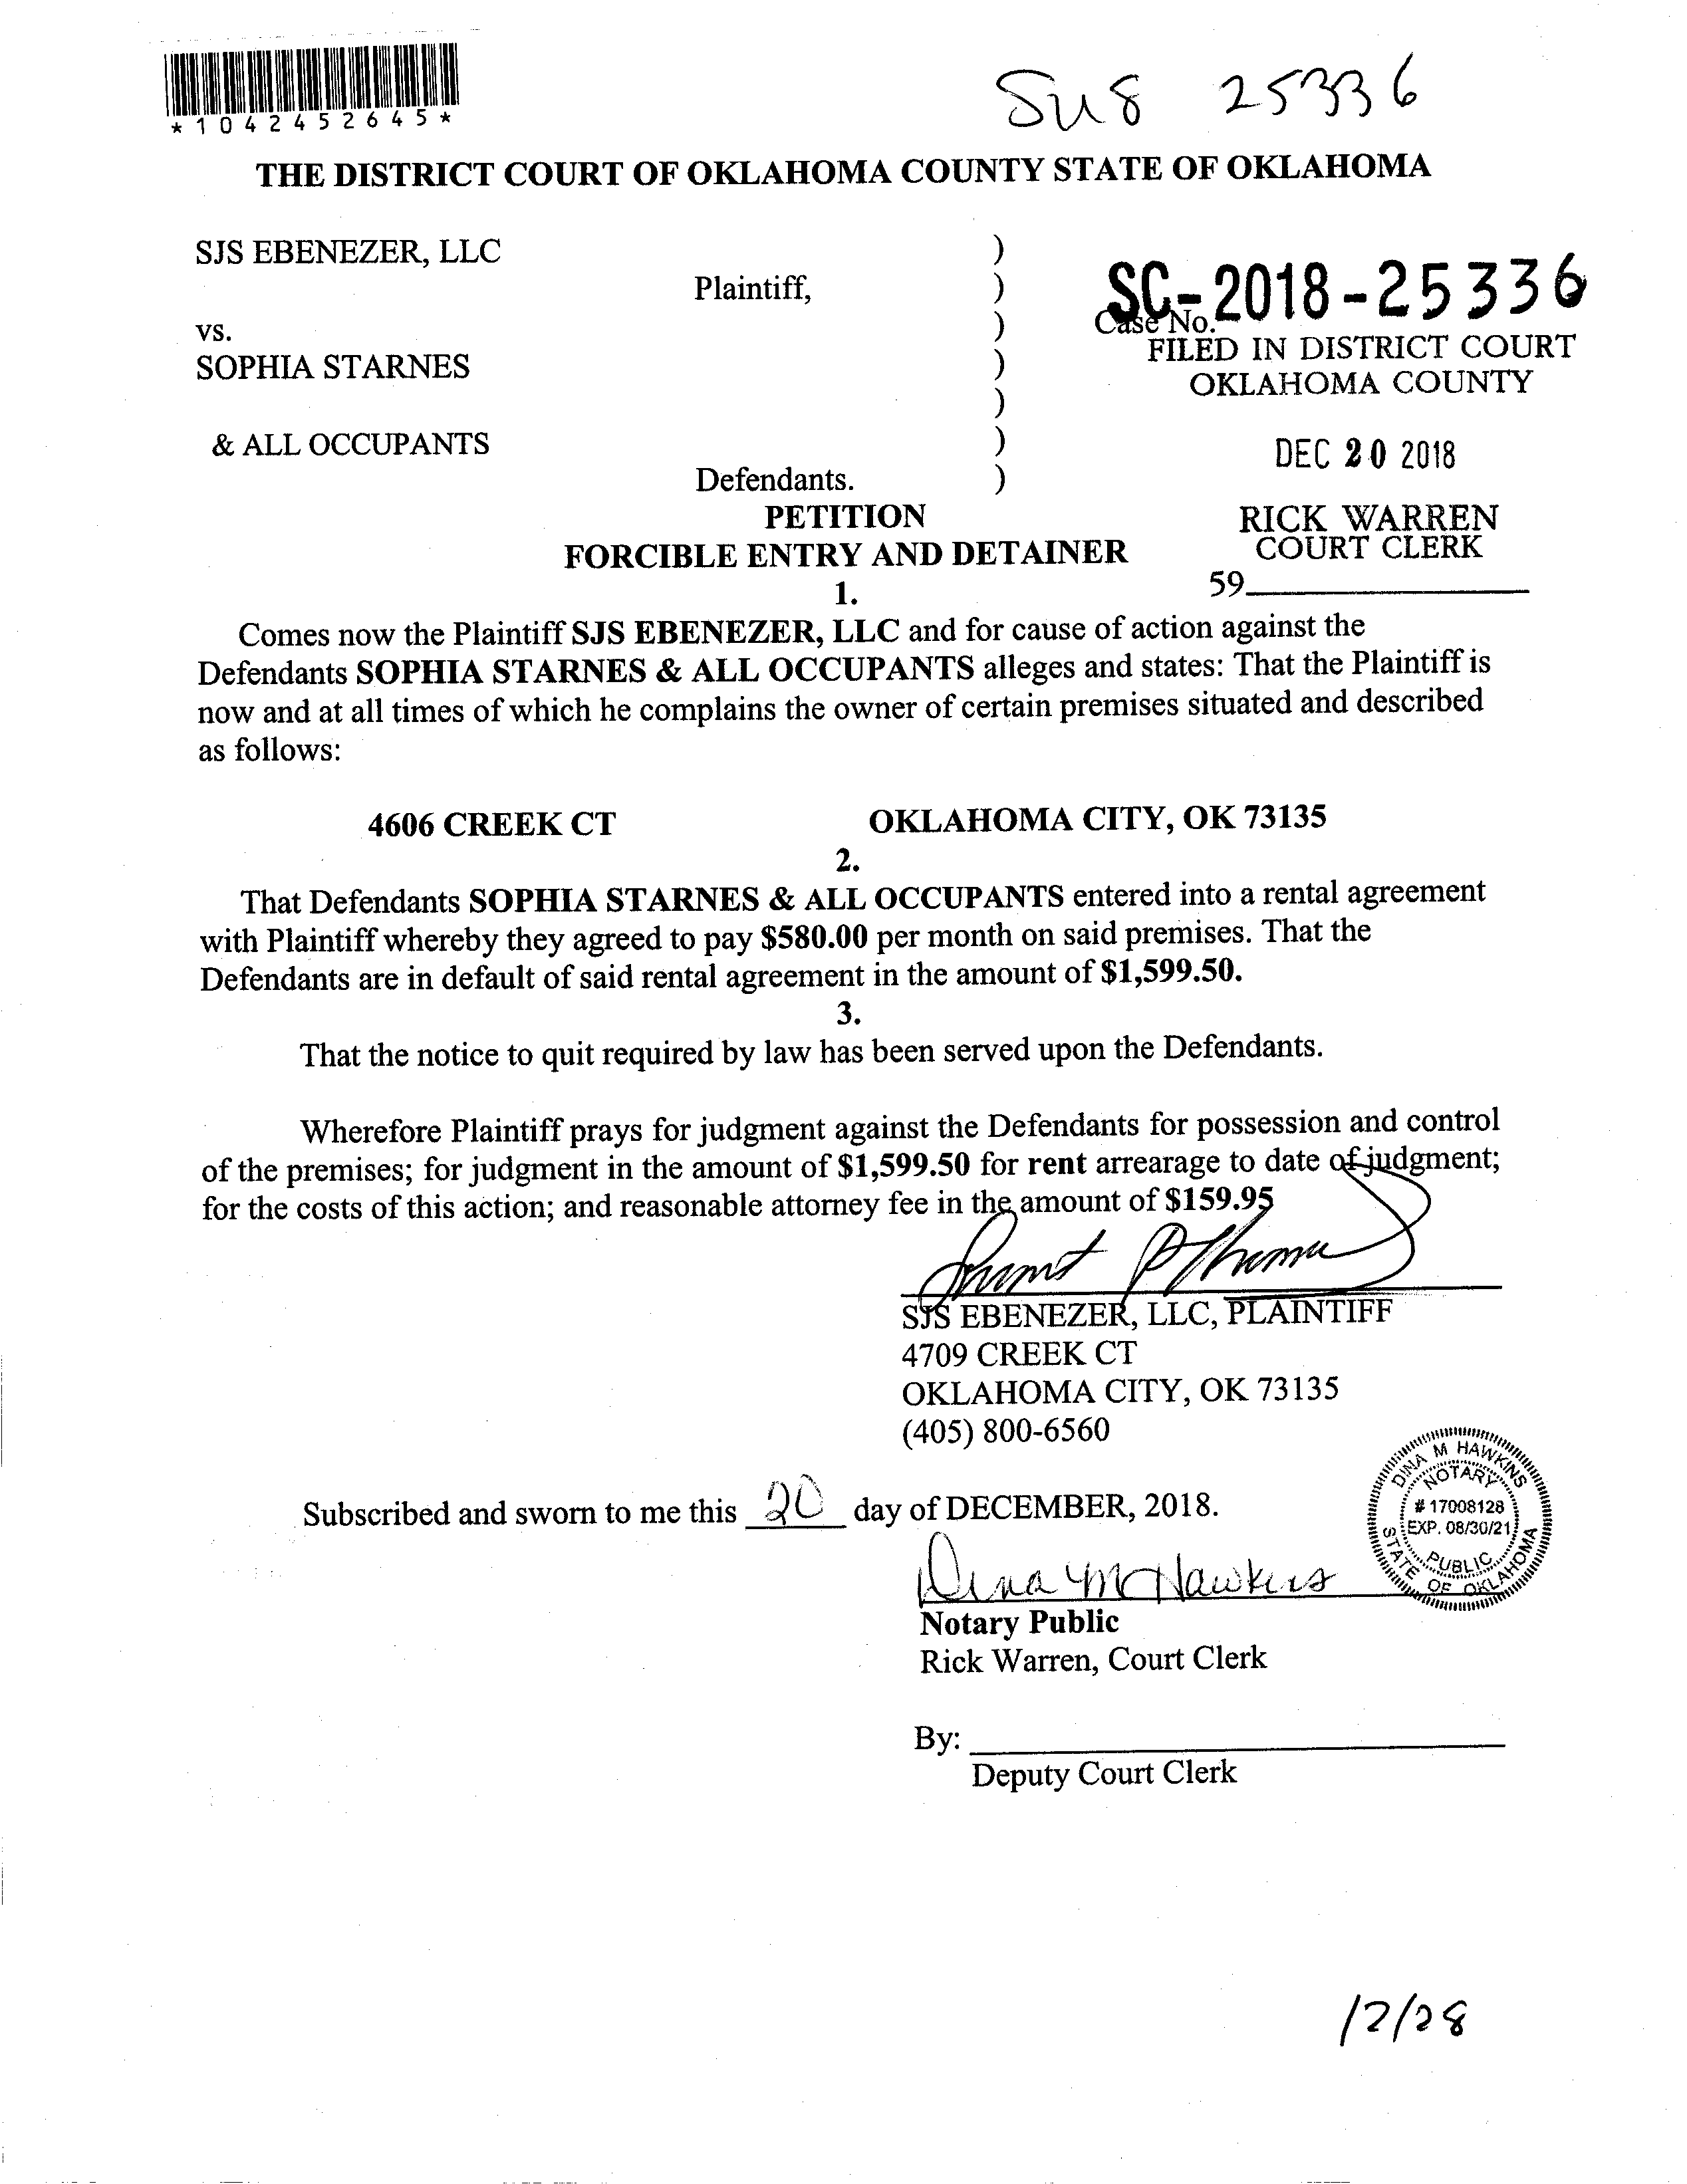 *1042452645*
25336
THE DISTRICT COURT OF OKLAHOMA COUNTY STATE OF OKLAHOMA
SJS EBENEZER, LLC )
Plaintiff, )
vs. )
SOPHIA STARNES )
)
& ALL OCCUPANTS )
Defendants. )
SC-2018-25336
Case No.
FILED IN DISTRICT COURT
OKLAHOMA COUNTY
DEC 20 2018
RICK WARREN
COURT CLERK
59
PETITION
FORCIBLE ENTRY AND DETAINER
1.
Comes now the Plaintiff SJS EBENEZER, LLC and for cause of action against the
Defendants SOPHIA STARNES & ALL OCCUPANTS alleges and states: That the Plaintiff is
now and at all times of which he complains the owner of certain premises situated and described
as follows:
4606 CREEK CT OKLAHOMA CITY, OK 73135
2.
That Defendants SOPHIA STARNES & ALL OCCUPANTS entered into a rental agreement
with Plaintiff whereby they agreed to pay $580.00 per month on said premises. That the
Defendants are in default of said rental agreement in the amount of $1,599.50.
3.
That the notice to quit required by law has been served upon the Defendants.
Wherefore Plaintiff prays for judgment against the Defendants for possession and control
of the premises; for judgment in the amount of $1,599.50 for rent arrearage to date of judgment;
for the costs of this action; and reasonable attorney fee in the amount of $159.95
SJS EBENEZER, LLC, PLAINTIFF
4709 CREEK CT
OKLAHOMA CITY, OK 73135
(405) 800-6560
Subscribed and sworn to me this 20 day of DECEMBER, 2018.
Dina M Hawkins
DINA M HAWKINS
NOTARY
# 17008128
EXP. 08/30/21
PUBLIC
STATE OF OKLAHOMA
Notary Public
Rick Warren, Court Clerk
By:
Deputy Court Clerk
12/28